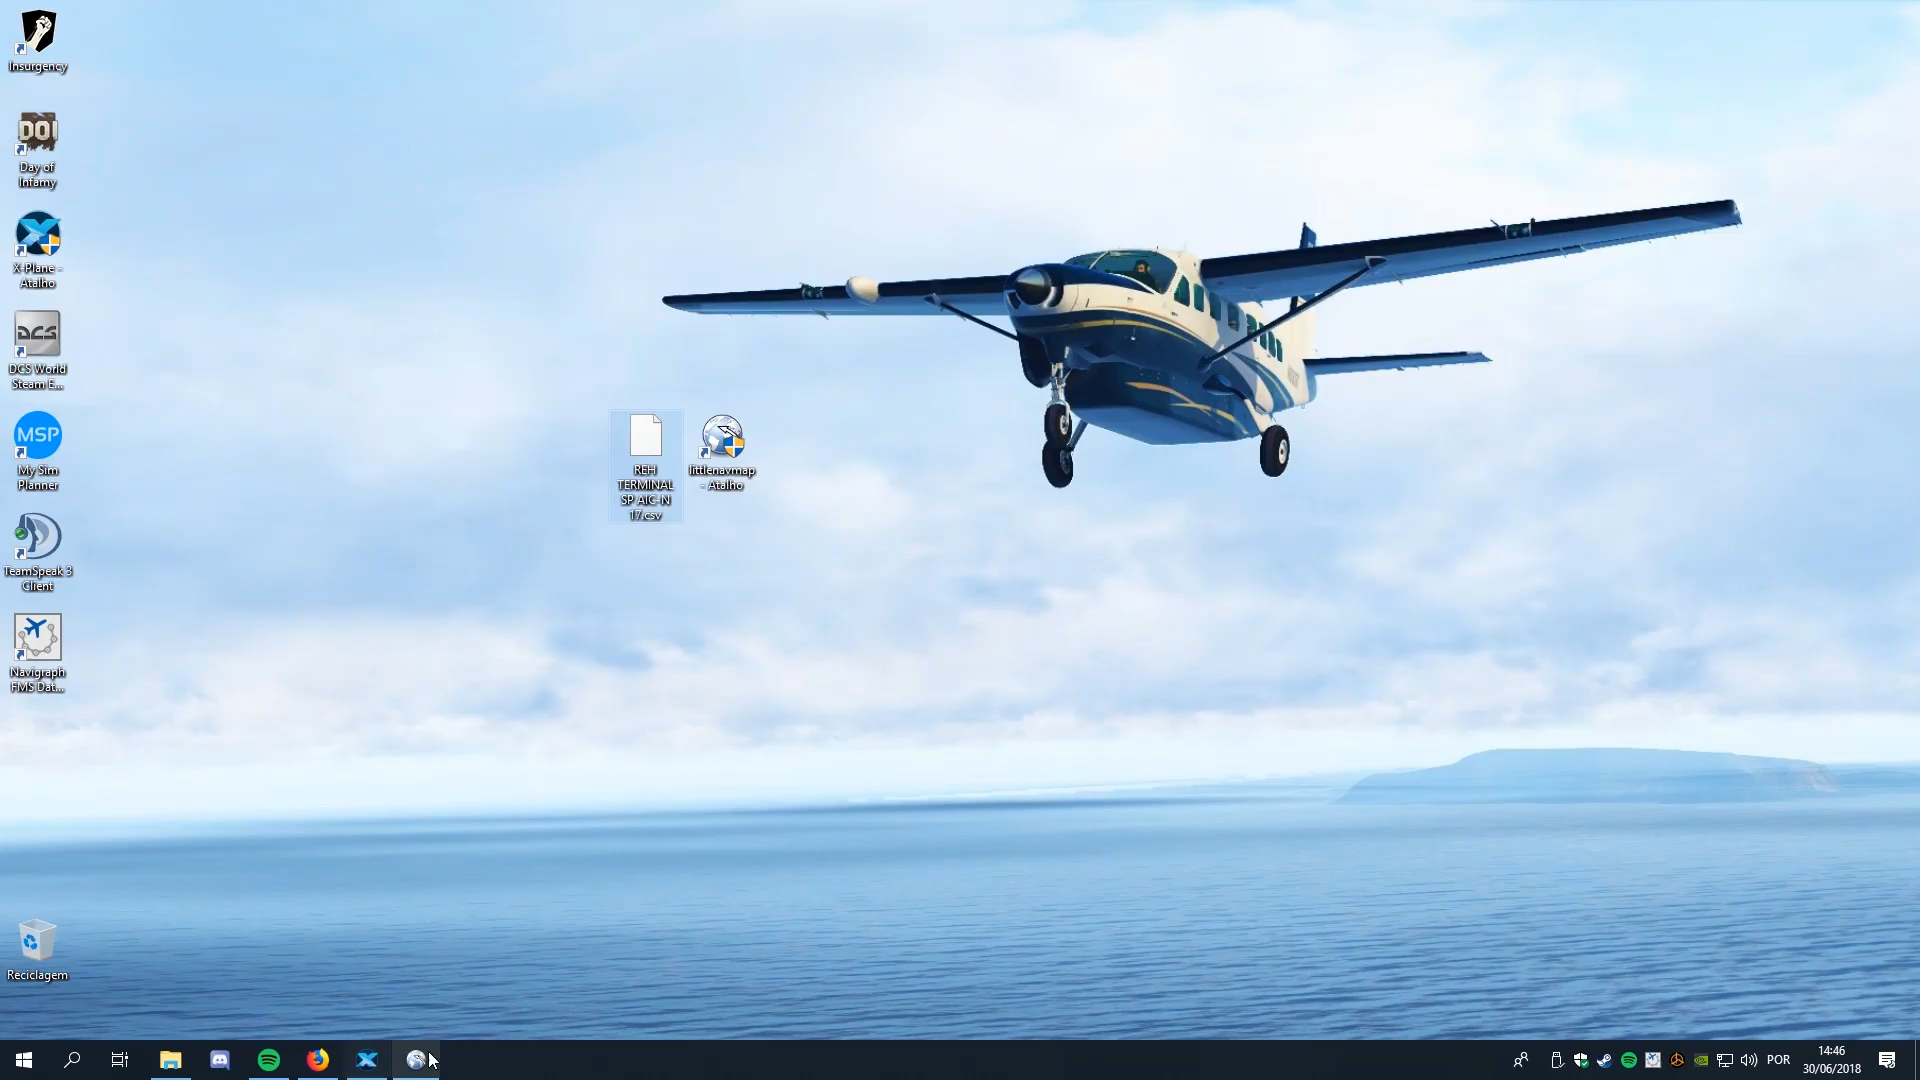 Insurgency
DOI
Day of
Infamy
X-Plane -
Atalho
DCS
DCS World
Steam E...
MSP
My Sim
Planner
TeamSpeak 3
Client
Navigraph
FMS Dat...
REH
TERMINAL
SP AIC-N
17.csv
littlenavmap
- Atalho
Reciclagem
POR
14:46
30/06/2018